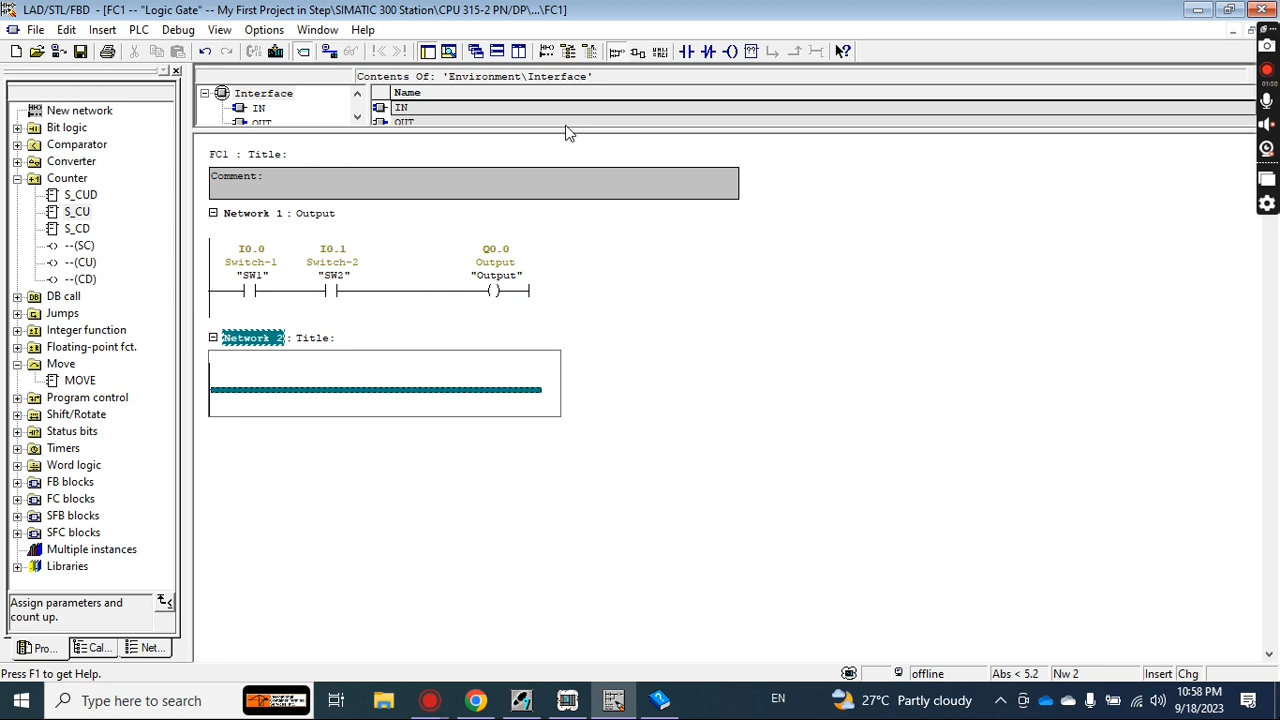 LAD/STL/FBD - [FC1 -- "Logic Gate" -- My First Project in Step\SIMATIC 300 Station\CPU 315-2 PN/DP\...\FC1]
File Edit Insert PLC Debug View Options Window Help
Contents Of: 'Environment\Interface'
Interface
IN
OUT
Name
IN
OUT
New network
Bit logic
Comparator
Converter
Counter
S_CUD
S_CU
S_CD
--(SC)
--(CU)
--(CD)
DB call
Jumps
Integer function
Floating-point fct.
Move
MOVE
Program control
Shift/Rotate
Status bits
Timers
Word logic
FB blocks
FC blocks
SFB blocks
SFC blocks
Multiple instances
Libraries
Assign parameters and
count up.
Pro... Cal... Net...
FC1 : Title:
Comment:
Network 1 : Output
I0.0 I0.1 Q0.0
Switch-1 Switch-2 Output
"SW1" "SW2" "Output"
Network 2 : Title:
01:50
Press F1 to get Help.
offline Abs < 5.2 Nw 2 Insert Chg
Type here to search
EN
27°C Partly cloudy
10:58 PM
9/18/2023